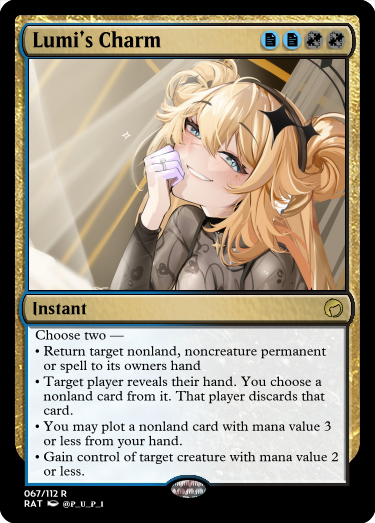 Lumi's Charm
Instant
Choose two —
• Return target nonland, noncreature permanent
or spell to its owners hand
• Target player reveals their hand. You choose a
nonland card from it. That player discards that
card.
• You may plot a nonland card with mana value 3
or less from your hand.
• Gain control of target creature with mana value 2
or less.
067/112 R
RAT @P_U_P_I